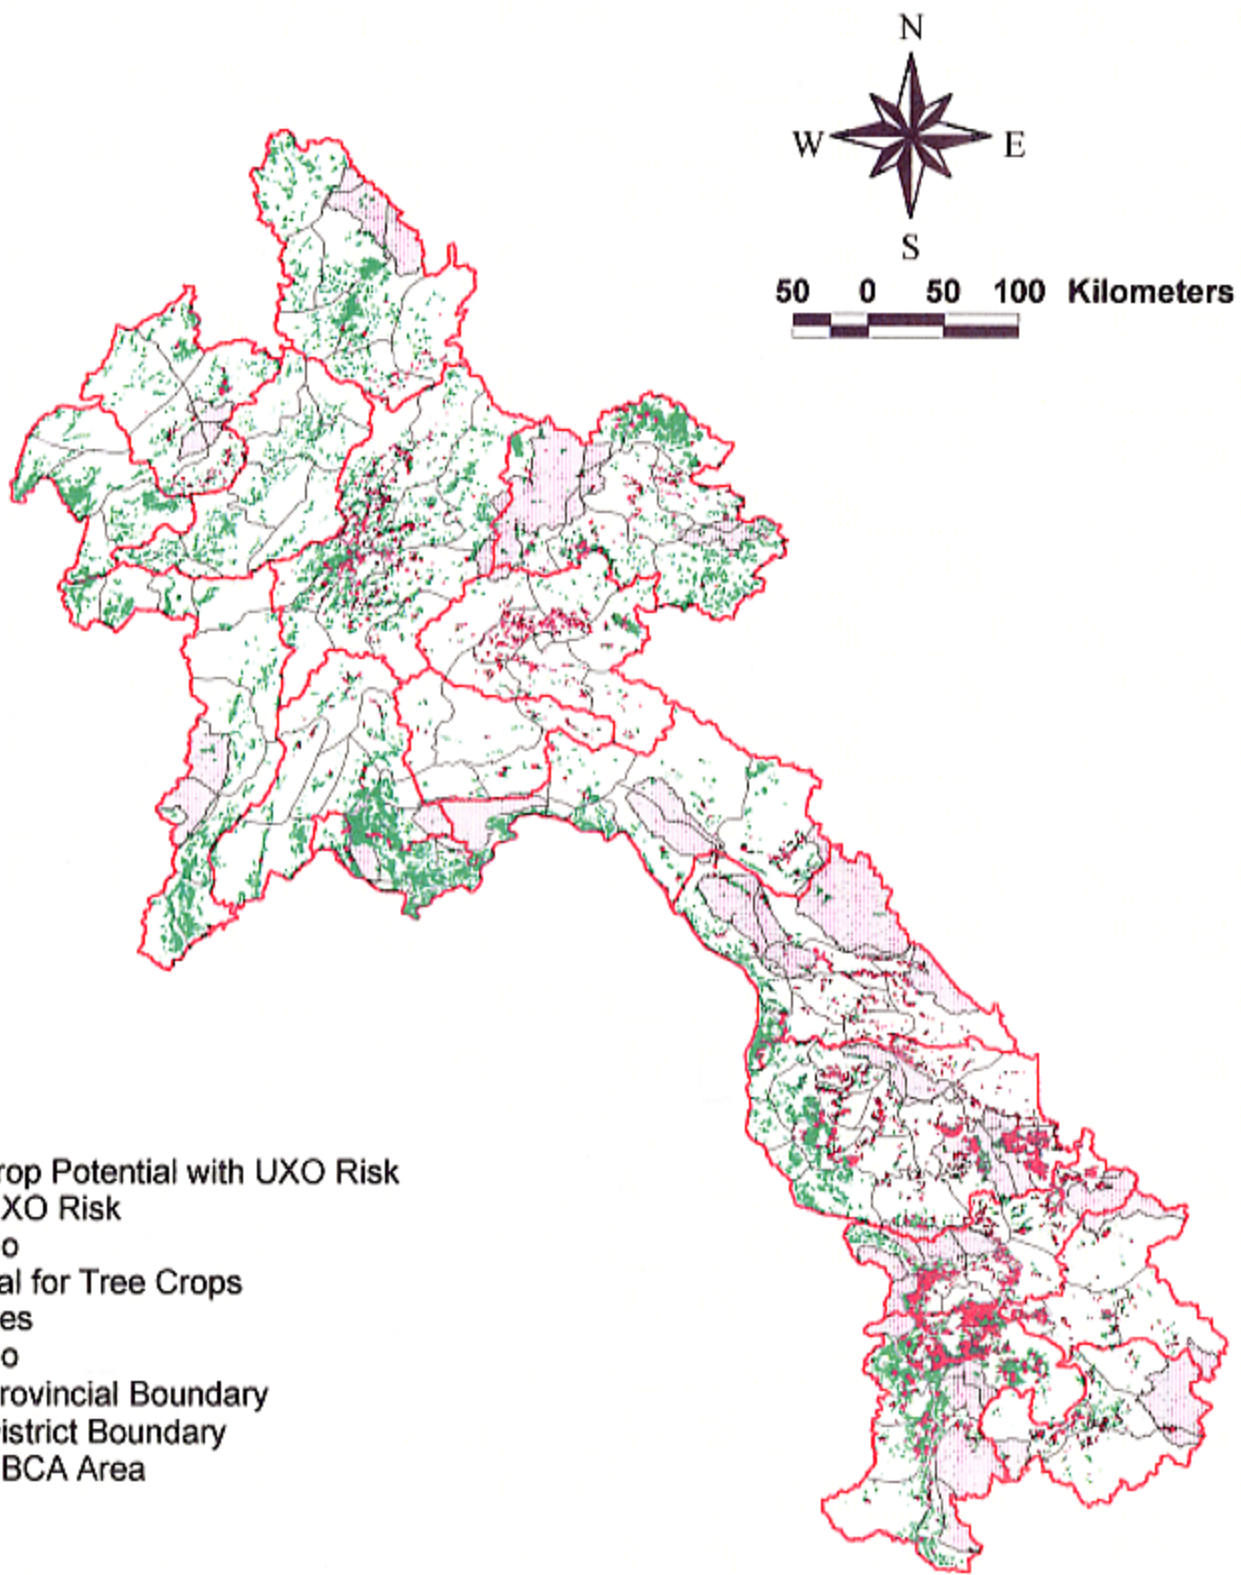 N
W E
S
50 0 50 100 Kilometers
rop Potential with UXO Risk
XO Risk
o
al for Tree Crops
es
o
rovincial Boundary
istrict Boundary
BCA Area